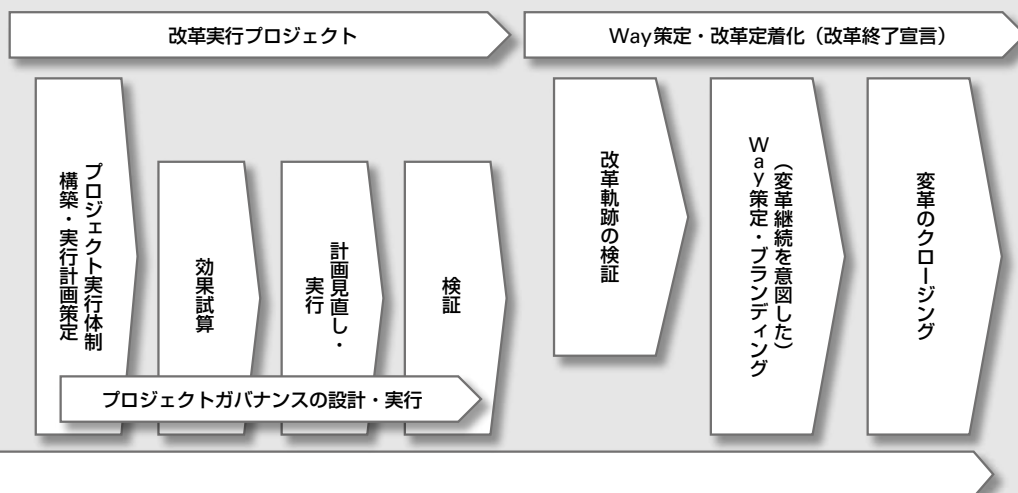 改革実行プロジェクト
Way策定・改革定着化（改革終了宣言）
プロジェクト実行体制
構築・実行計画策定
効果試算
計画見直し・
実行
検証
プロジェクトガバナンスの設計・実行
改革軌跡の検証
（変革継続を意図した）
Way策定・ブランディング
変革のクロージング